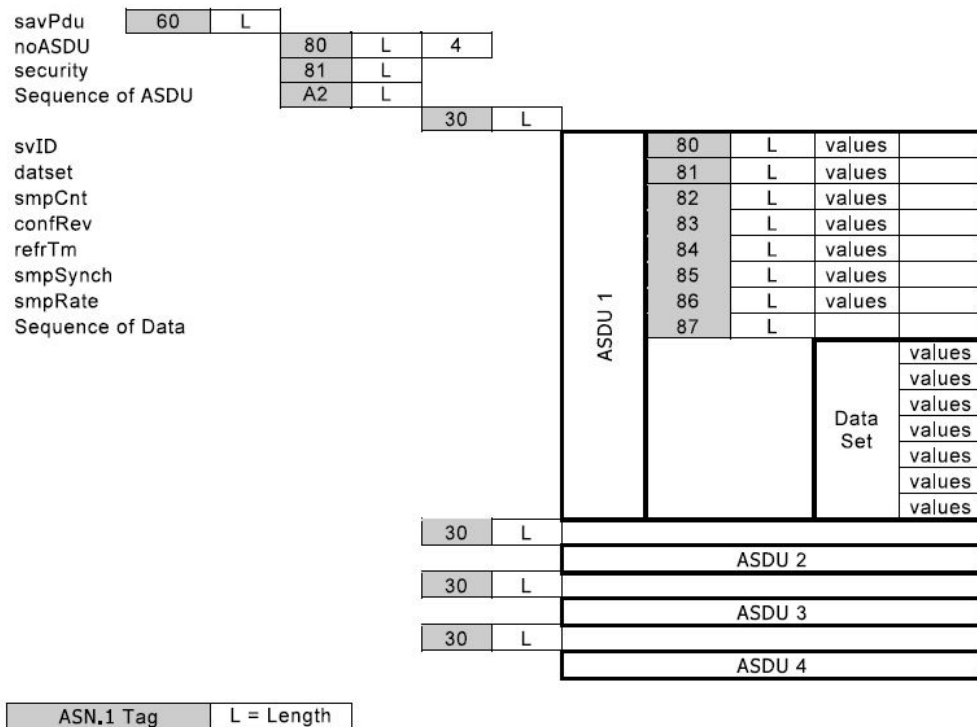 savPdu 60 L
noASDU 80 L 4
security 81 L
Sequence of ASDU A2 L
30 L
svID 80 L values
datset 81 L values
smpCnt 82 L values
confRev 83 L values
refrTm 84 L values
smpSynch 85 L values
smpRate 86 L values
Sequence of Data 87 L
ASDU 1
values
values
values
Data Set
values
values
values
values
30 L
ASDU 2
30 L
ASDU 3
30 L
ASDU 4
ASN.1 Tag L = Length